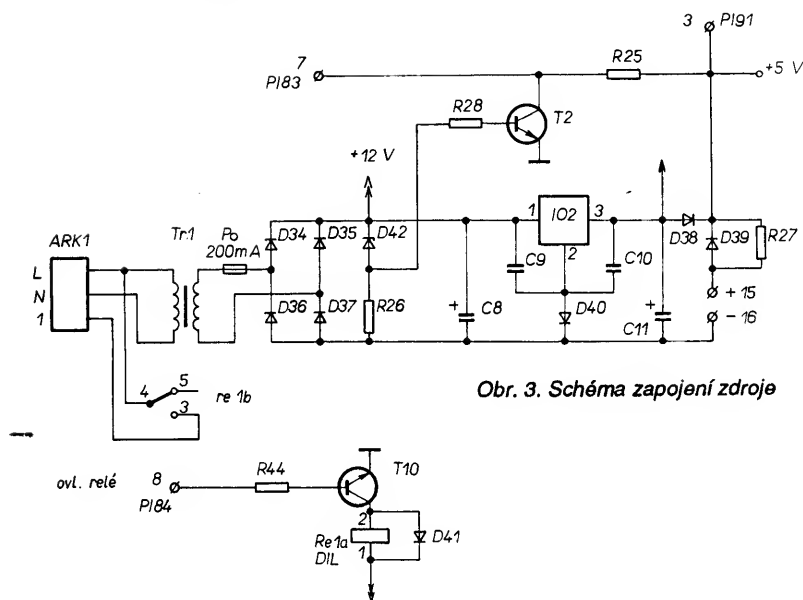 3 PI91
7
PI83
R25
+5 V
R28
T2
+12 V
ARK1
L
N
1
Tr.1
Po
200mA
D34
D35
D42
D36
D37
R26
C8
C9
1
IO2
3
2
C10
D40
C11
D38
D39
R27
+ 15
- 16
4
5
3
re 1b
Obr. 3. Schéma zapojení zdroje
ovl. relé
8
PI84
R44
T10
2
Re1a
DIL
1
D41